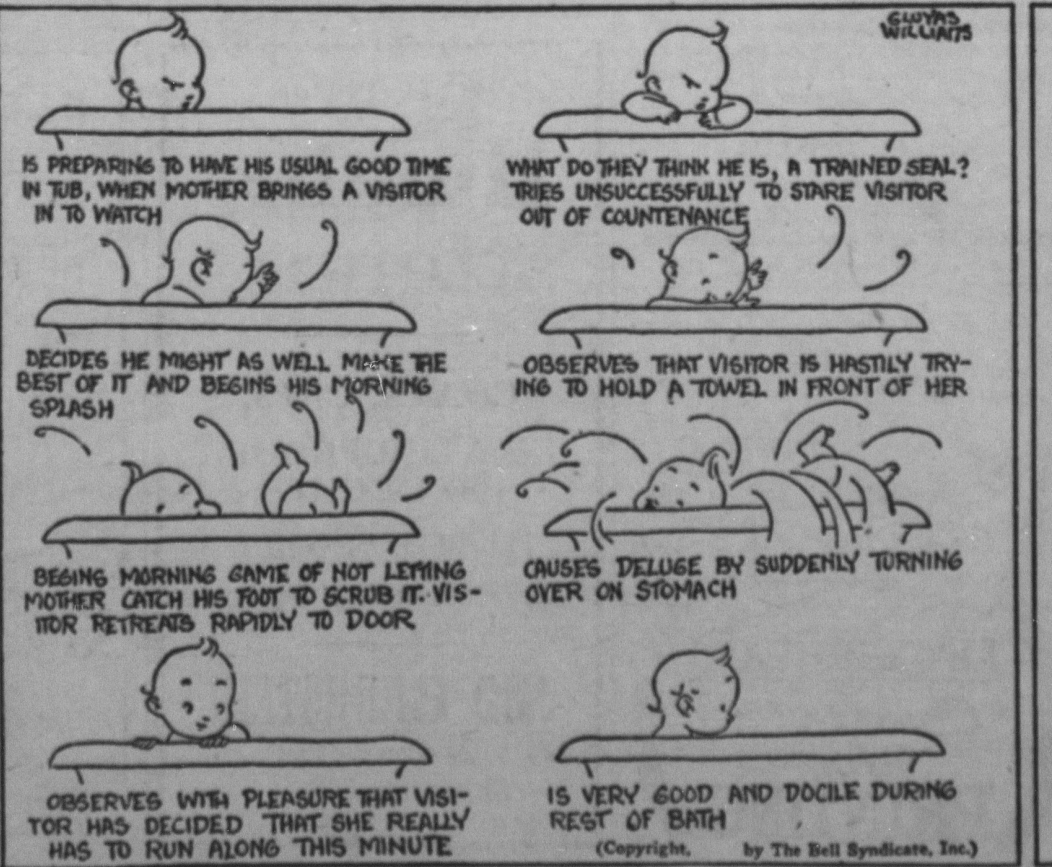 GLUYAS
WILLIAMS
IS PREPARING TO HAVE HIS USUAL GOOD TIME
IN TUB, WHEN MOTHER BRINGS A VISITOR
IN TO WATCH
WHAT DO THEY THINK HE IS, A TRAINED SEAL?
TRIES UNSUCCESSFULLY TO STARE VISITOR
OUT OF COUNTENANCE
DECIDES HE MIGHT AS WELL MAKE THE
BEST OF IT AND BEGINS HIS MORNING
SPLASH
OBSERVES THAT VISITOR IS HASTILY TRY-
ING TO HOLD A TOWEL IN FRONT OF HER
BEGINS MORNING GAME OF NOT LETTING
MOTHER CATCH HIS FOOT TO SCRUB IT. VIS-
ITOR RETREATS RAPIDLY TO DOOR
CAUSES DELUGE BY SUDDENLY TURNING
OVER ON STOMACH
OBSERVES WITH PLEASURE THAT VISI-
TOR HAS DECIDED THAT SHE REALLY
HAS TO RUN ALONG THIS MINUTE
IS VERY GOOD AND DOCILE DURING
REST OF BATH
(Copyright, by The Bell Syndicate, Inc.)